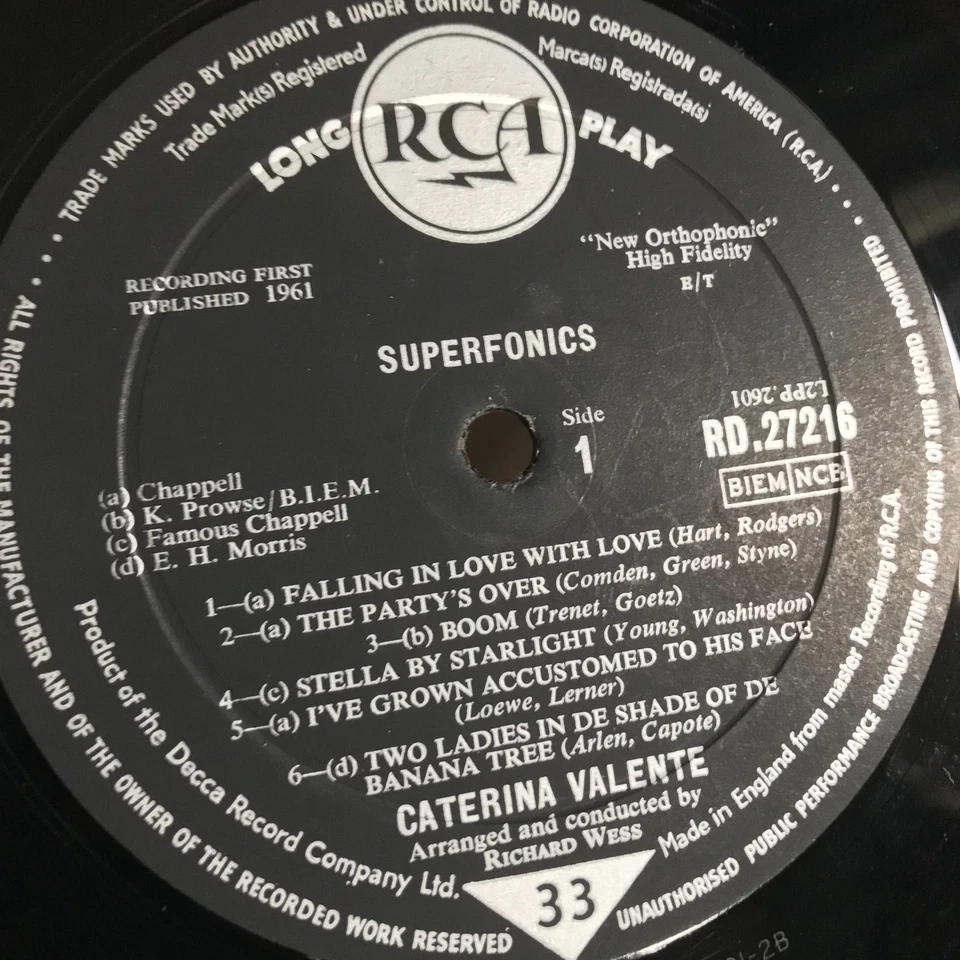 TRADE MARKS USED BY AUTHORITY & UNDER CONTROL OF RADIO CORPORATION OF AMERICA (R.C.A.)
Trade Mark(s) Registered
Marca(s) Registrada(s)
LONG RCA PLAY
RECORDING FIRST
PUBLISHED 1961
"New Orthophonic"
High Fidelity
E/T
SUPERFONICS
Side
1
L2PP.2601
RD.27216
BIEM NCB
(a) Chappell
(b) K. Prowse/B.I.E.M.
(c) Famous Chappell
(d) E. H. Morris
1—(a) FALLING IN LOVE WITH LOVE (Hart, Rodgers)
2—(a) THE PARTY'S OVER (Comden, Green, Styne)
3—(b) BOOM (Trenet, Goetz)
4—(c) STELLA BY STARLIGHT (Young, Washington)
5—(a) I'VE GROWN ACCUSTOMED TO HIS FACE
(Loewe, Lerner)
6—(d) TWO LADIES IN DE SHADE OF DE
BANANA TREE (Arlen, Capote)
CATERINA VALENTE
Arranged and conducted by
RICHARD WESS
33
Product of the Decca Record Company Ltd.
Made in England from master Recording of R.C.A.
ALL RIGHTS OF THE MANUFACTURER AND OF THE OWNER OF THE RECORDED WORK RESERVED
UNAUTHORISED PUBLIC PERFORMANCE BROADCASTING AND COPYING OF THIS RECORD PROHIBITED